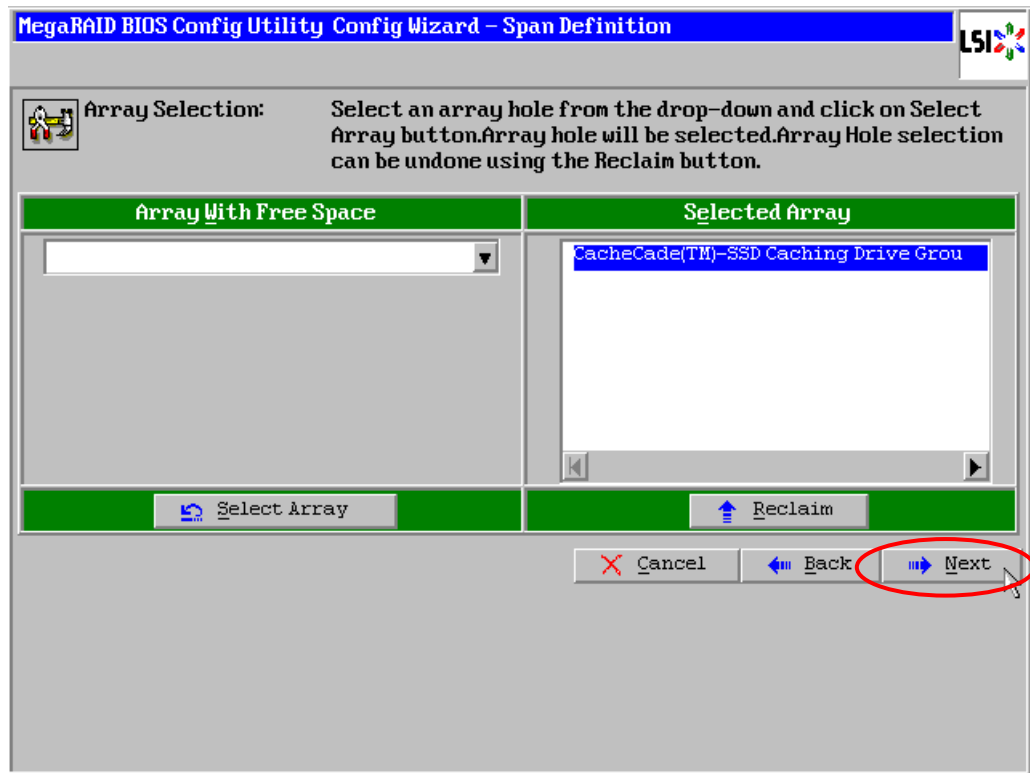 MegaRAID BIOS Config Utility Config Wizard – Span Definition
LSI
Array Selection:
Select an array hole from the drop-down and click on Select
Array button.Array hole will be selected.Array Hole selection
can be undone using the Reclaim button.
Array With Free Space
Selected Array
CacheCade(TM)-SSD Caching Drive Grou
Select Array
Reclaim
Cancel
Back
Next